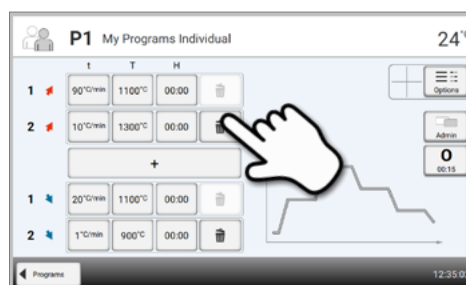 P1 My Programs Individual 24°
t T H
1 90°C/min 1100°C 00:00
Options
2 10°C/min 1300°C 00:00
Admin
+
0
00:15
1 20°C/min 1100°C 00:00
2 1°C/min 900°C 00:00
Programs 12:35:0